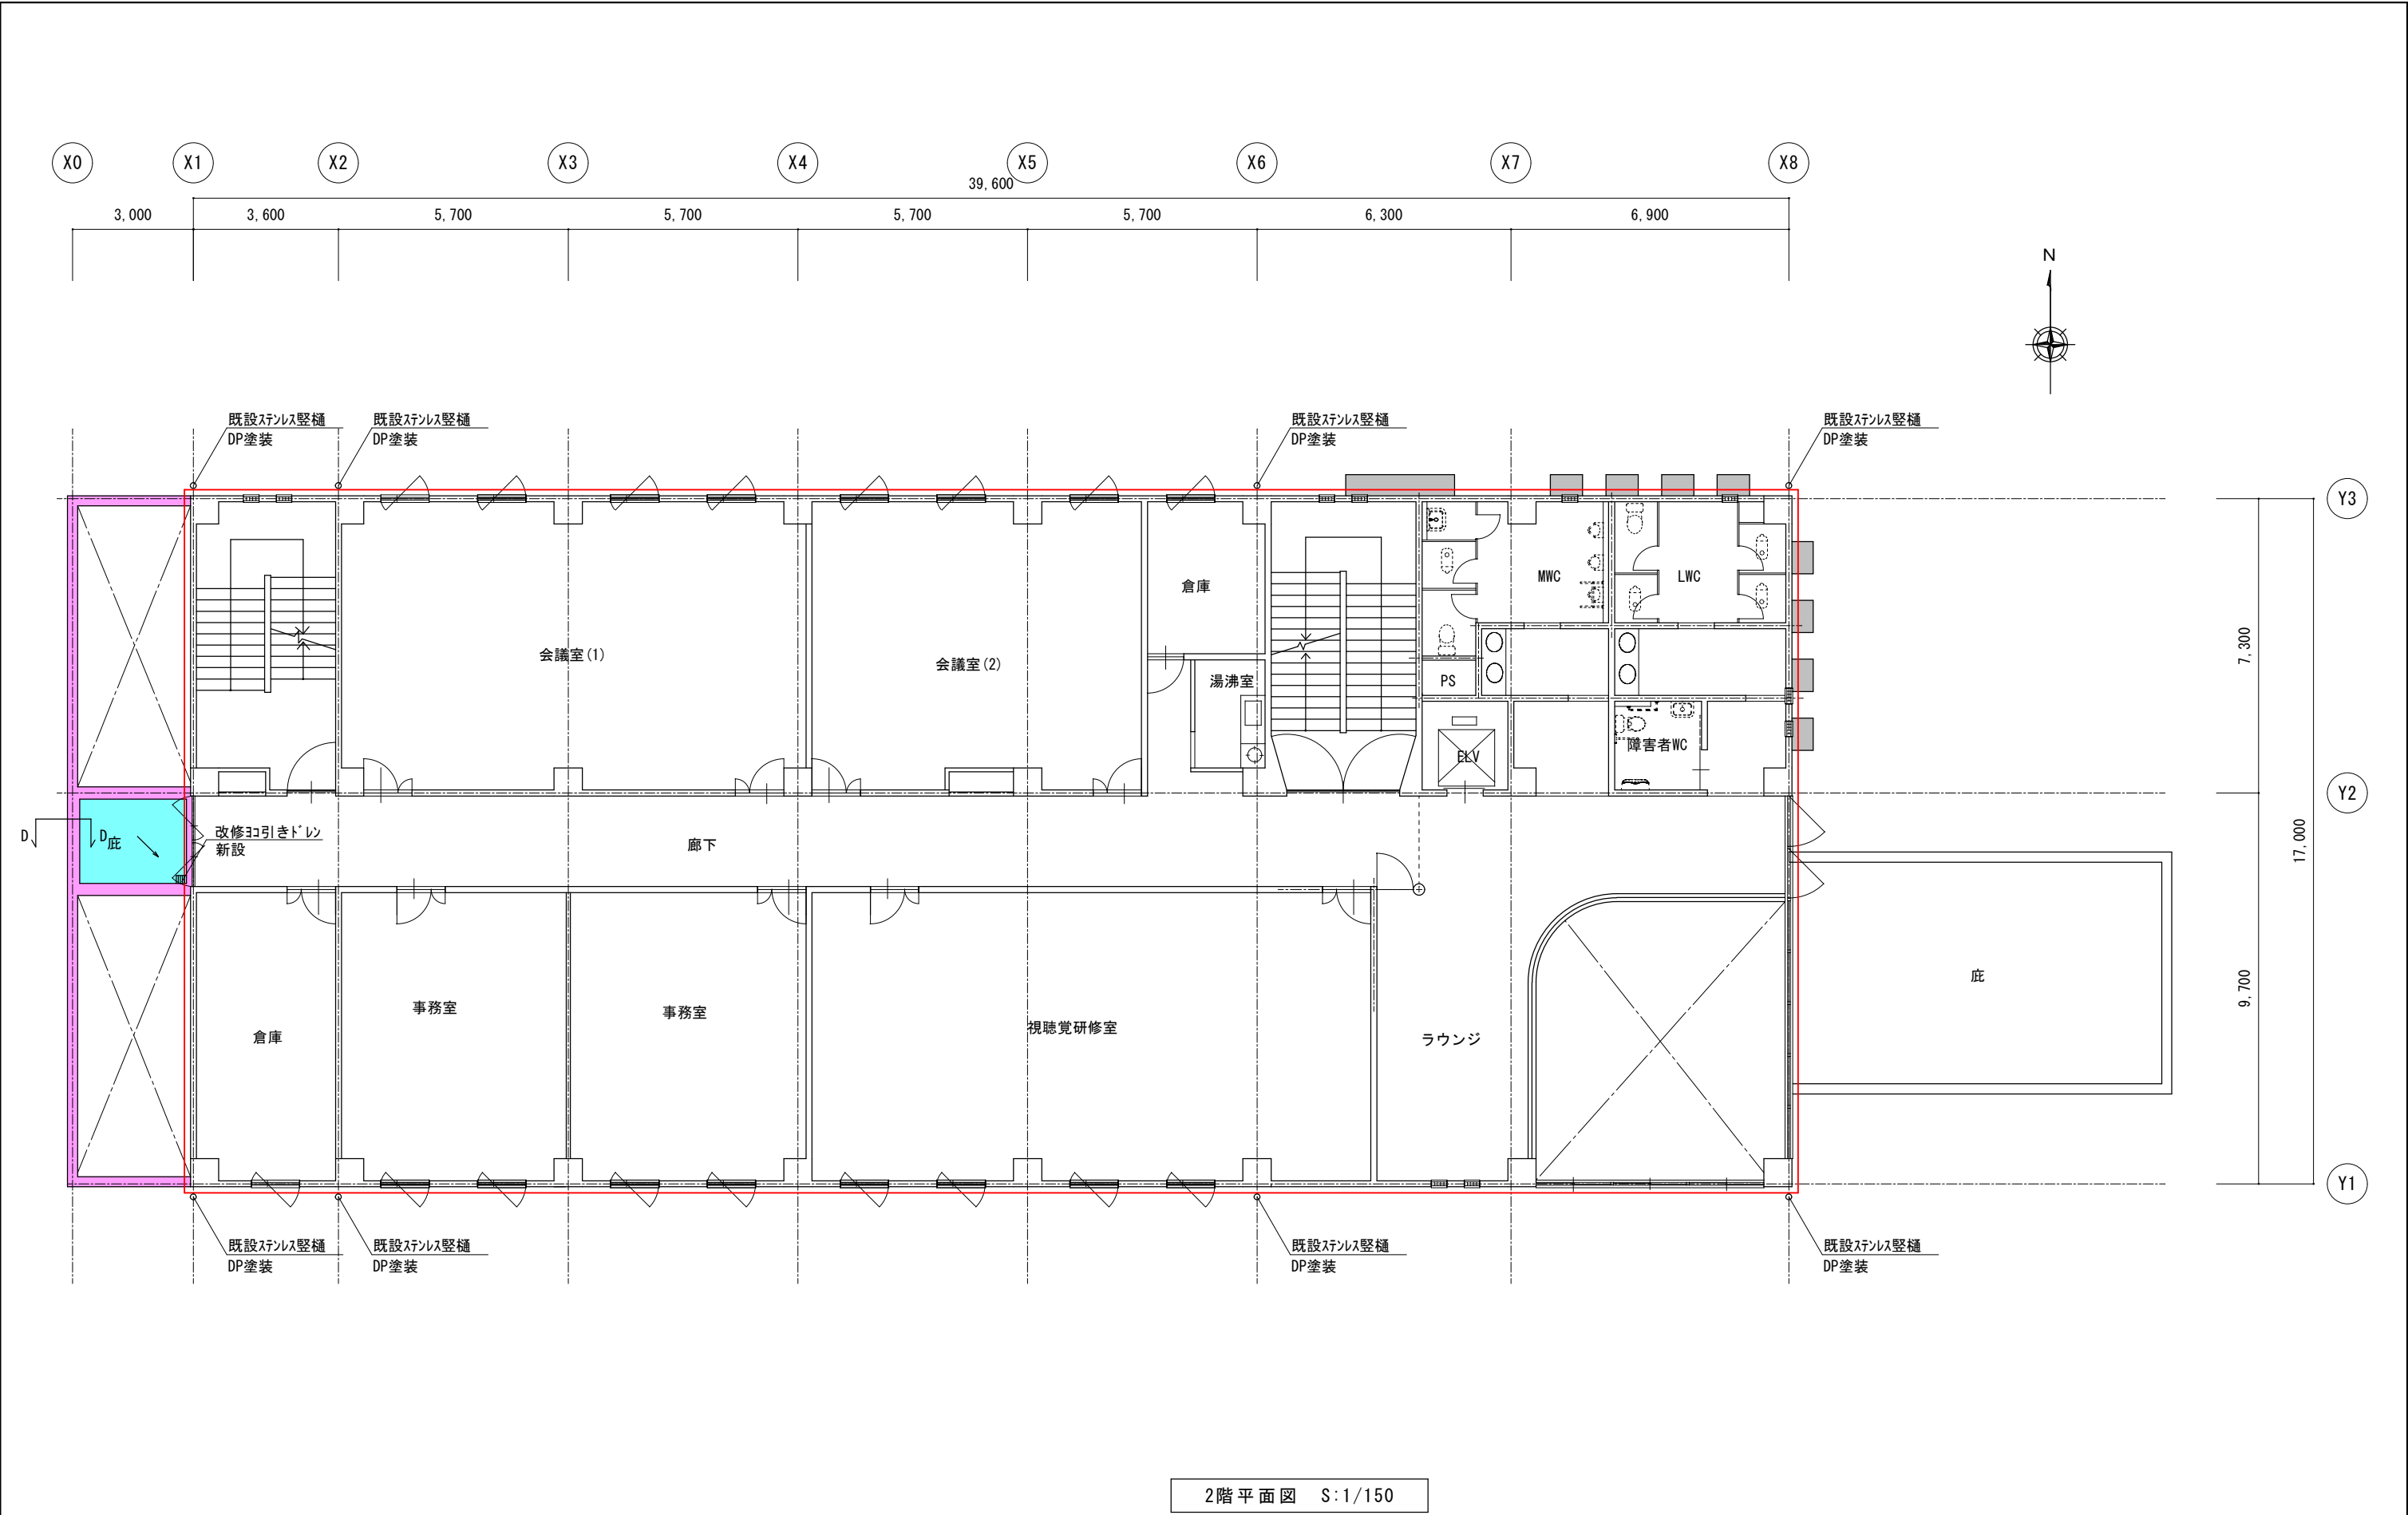 X0 X1 X2 X3 X4 X5 X6 X7 X8
39,600
3,000 3,600 5,700 5,700 5,700 5,700 6,300 6,900
N
既設ｽﾃﾝﾚｽ竪樋 既設ｽﾃﾝﾚｽ竪樋 既設ｽﾃﾝﾚｽ竪樋 既設ｽﾃﾝﾚｽ竪樋
DP塗装 DP塗装 DP塗装 DP塗装
Y3
倉庫
MWC
LWC
会議室(1)
会議室(2)
7,300
湯沸室
PS
障害者WC
ELV
Y2
D
D
庇
改修ﾖｺ引きﾄﾞﾚﾝ
新設
廊下
17,000
庇
9,700
事務室
事務室
視聴覚研修室
倉庫
ラウンジ
Y1
既設ｽﾃﾝﾚｽ竪樋 既設ｽﾃﾝﾚｽ竪樋 既設ｽﾃﾝﾚｽ竪樋 既設ｽﾃﾝﾚｽ竪樋
DP塗装 DP塗装 DP塗装 DP塗装
2階平面図 S:1/150